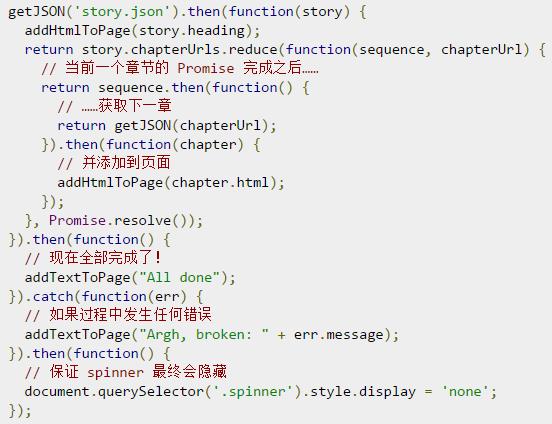 getJSON('story.json').then(function(story) {
  addHtmlToPage(story.heading);
  return story.chapterUrls.reduce(function(sequence, chapterUrl) {
    // 当前一个章节的 Promise 完成之后……
    return sequence.then(function() {
      // ……获取下一章
      return getJSON(chapterUrl);
    }).then(function(chapter) {
      // 并添加到页面
      addHtmlToPage(chapter.html);
    });
  }, Promise.resolve());
}).then(function() {
  // 现在全部完成了!
  addTextToPage("All done");
}).catch(function(err) {
  // 如果过程中发生任何错误
  addTextToPage("Argh, broken: " + err.message);
}).then(function() {
  // 保证 spinner 最终会隐藏
  document.querySelector('.spinner').style.display = 'none';
});